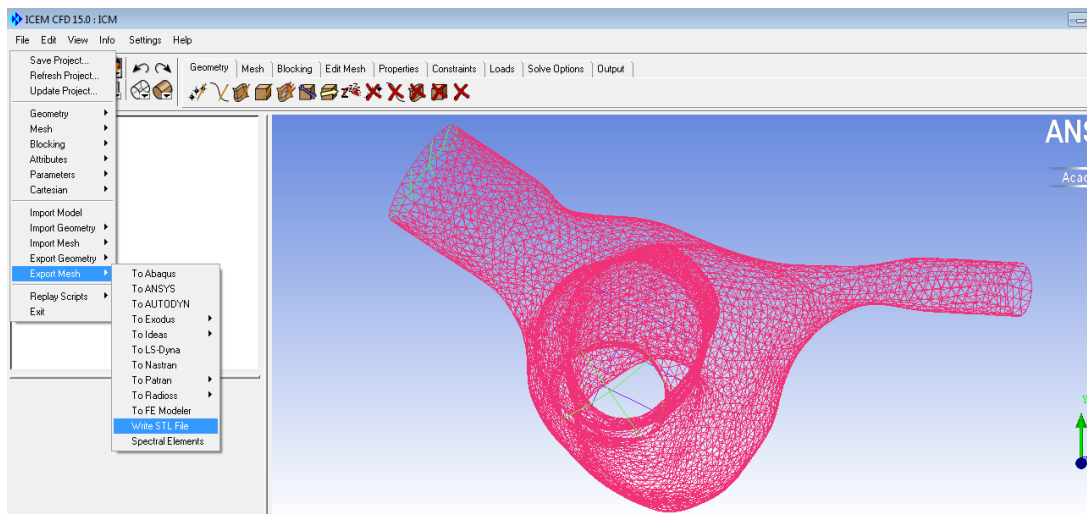 ICEM CFD 15.0 : ICM
File Edit View Info Settings Help
Save Project...
Refresh Project...
Update Project...
Geometry
Mesh
Blocking
Attributes
Parameters
Cartesian
Import Model
Import Geometry
Import Mesh
Export Geometry
Export Mesh
Replay Scripts
Exit
To Abaqus
To ANSYS
To AUTODYN
To Exodus
To Ideas
To LS-Dyna
To Nastran
To Patran
To Radioss
To FE Modeler
Write STL File
Spectral Elements
Geometry Mesh Blocking Edit Mesh Properties Constraints Loads Solve Options Output
ANS
Acad
Y